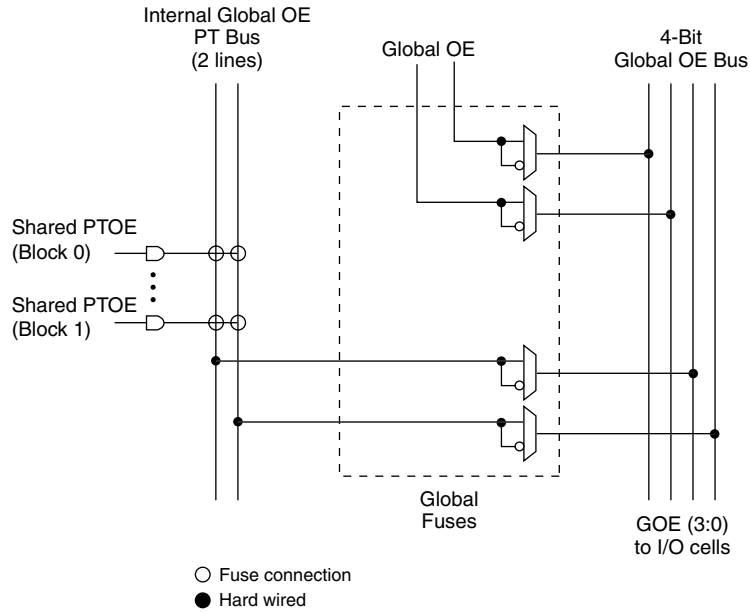 Internal Global OE
PT Bus
(2 lines)
Global OE
4-Bit
Global OE Bus
Shared PTOE
(Block 0)
Shared PTOE
(Block 1)
Global
Fuses
GOE (3:0)
to I/O cells
Fuse connection
Hard wired